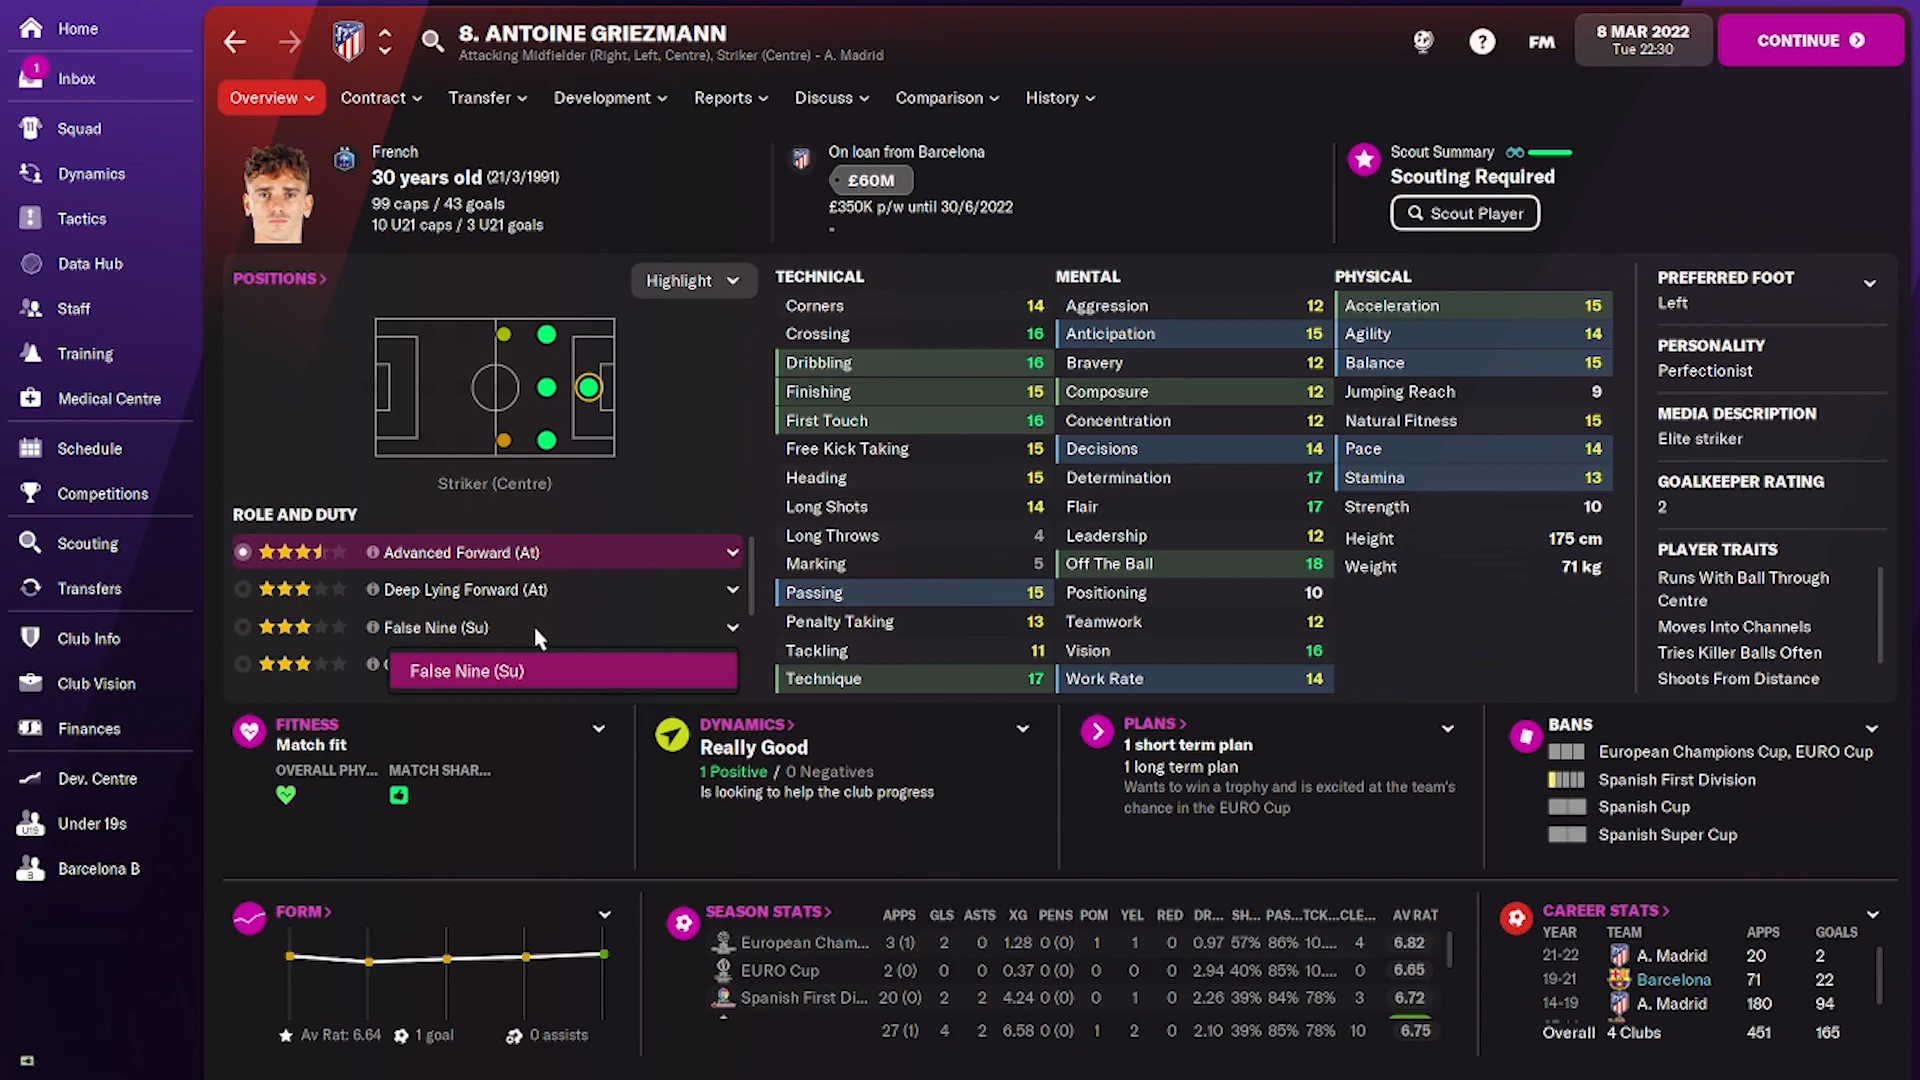 Home
1
Inbox
Squad
Dynamics
Tactics
Data Hub
Staff
Training
Medical Centre
Schedule
Competitions
Scouting
Transfers
Club Info
Club Vision
Finances
Dev. Centre
Under 19s
Barcelona B
8. ANTOINE GRIEZMANN
Attacking Midfielder (Right, Left, Centre), Striker (Centre) - A. Madrid
?
FM
8 MAR 2022
Tue 22:30
CONTINUE
Overview
Contract
Transfer
Development
Reports
Discuss
Comparison
History
French
30 years old (21/3/1991)
99 caps / 43 goals
10 U21 caps / 3 U21 goals
On loan from Barcelona
£60M
£350K p/w until 30/6/2022
-
Scout Summary
Scouting Required
Scout Player
POSITIONS>
Highlight
Striker (Centre)
ROLE AND DUTY
Advanced Forward (At)
Deep Lying Forward (At)
False Nine (Su)
False Nine (Su)
TECHNICAL
Corners 14
Crossing 16
Dribbling 16
Finishing 15
First Touch 16
Free Kick Taking 15
Heading 15
Long Shots 14
Long Throws 4
Marking 5
Passing 15
Penalty Taking 13
Tackling 11
Technique 17
MENTAL
Aggression 12
Anticipation 15
Bravery 12
Composure 12
Concentration 12
Decisions 14
Determination 17
Flair 17
Leadership 12
Off The Ball 18
Positioning 10
Teamwork 12
Vision 16
Work Rate 14
PHYSICAL
Acceleration 15
Agility 14
Balance 15
Jumping Reach 9
Natural Fitness 15
Pace 14
Stamina 13
Strength 10
Height 175 cm
Weight 71 kg
PREFERRED FOOT
Left
PERSONALITY
Perfectionist
MEDIA DESCRIPTION
Elite striker
GOALKEEPER RATING
2
PLAYER TRAITS
Runs With Ball Through
Centre
Moves Into Channels
Tries Killer Balls Often
Shoots From Distance
FITNESS
Match fit
OVERALL PHY... MATCH SHAR...
DYNAMICS>
Really Good
1 Positive / 0 Negatives
Is looking to help the club progress
PLANS>
1 short term plan
1 long term plan
Wants to win a trophy and is excited at the team's
chance in the EURO Cup
BANS
European Champions Cup, EURO Cup
Spanish First Division
Spanish Cup
Spanish Super Cup
FORM>
Av Rat: 6.64 1 goal 0 assists
SEASON STATS> APPS GLS ASTS XG PENS POM YEL RED DR... SH... PAS... TCK... CLE... AV RAT
European Cham... 3 (1) 2 0 1.28 0 (0) 1 1 0 0.97 57% 86% 10.... 4 6.82
EURO Cup 2 (0) 0 0 0.37 0 (0) 0 0 0 2.94 40% 85% 10.... 0 6.65
Spanish First Di... 20 (0) 2 2 4.24 0 (0) 0 1 0 2.26 39% 84% 78% 3 6.72
27 (1) 4 2 6.58 0 (0) 1 2 0 2.10 39% 85% 78% 10 6.75
CAREER STATS>
YEAR TEAM APPS GOALS
21-22 A. Madrid 20 2
19-21 Barcelona 71 22
14-19 A. Madrid 180 94
Overall 4 Clubs 451 165